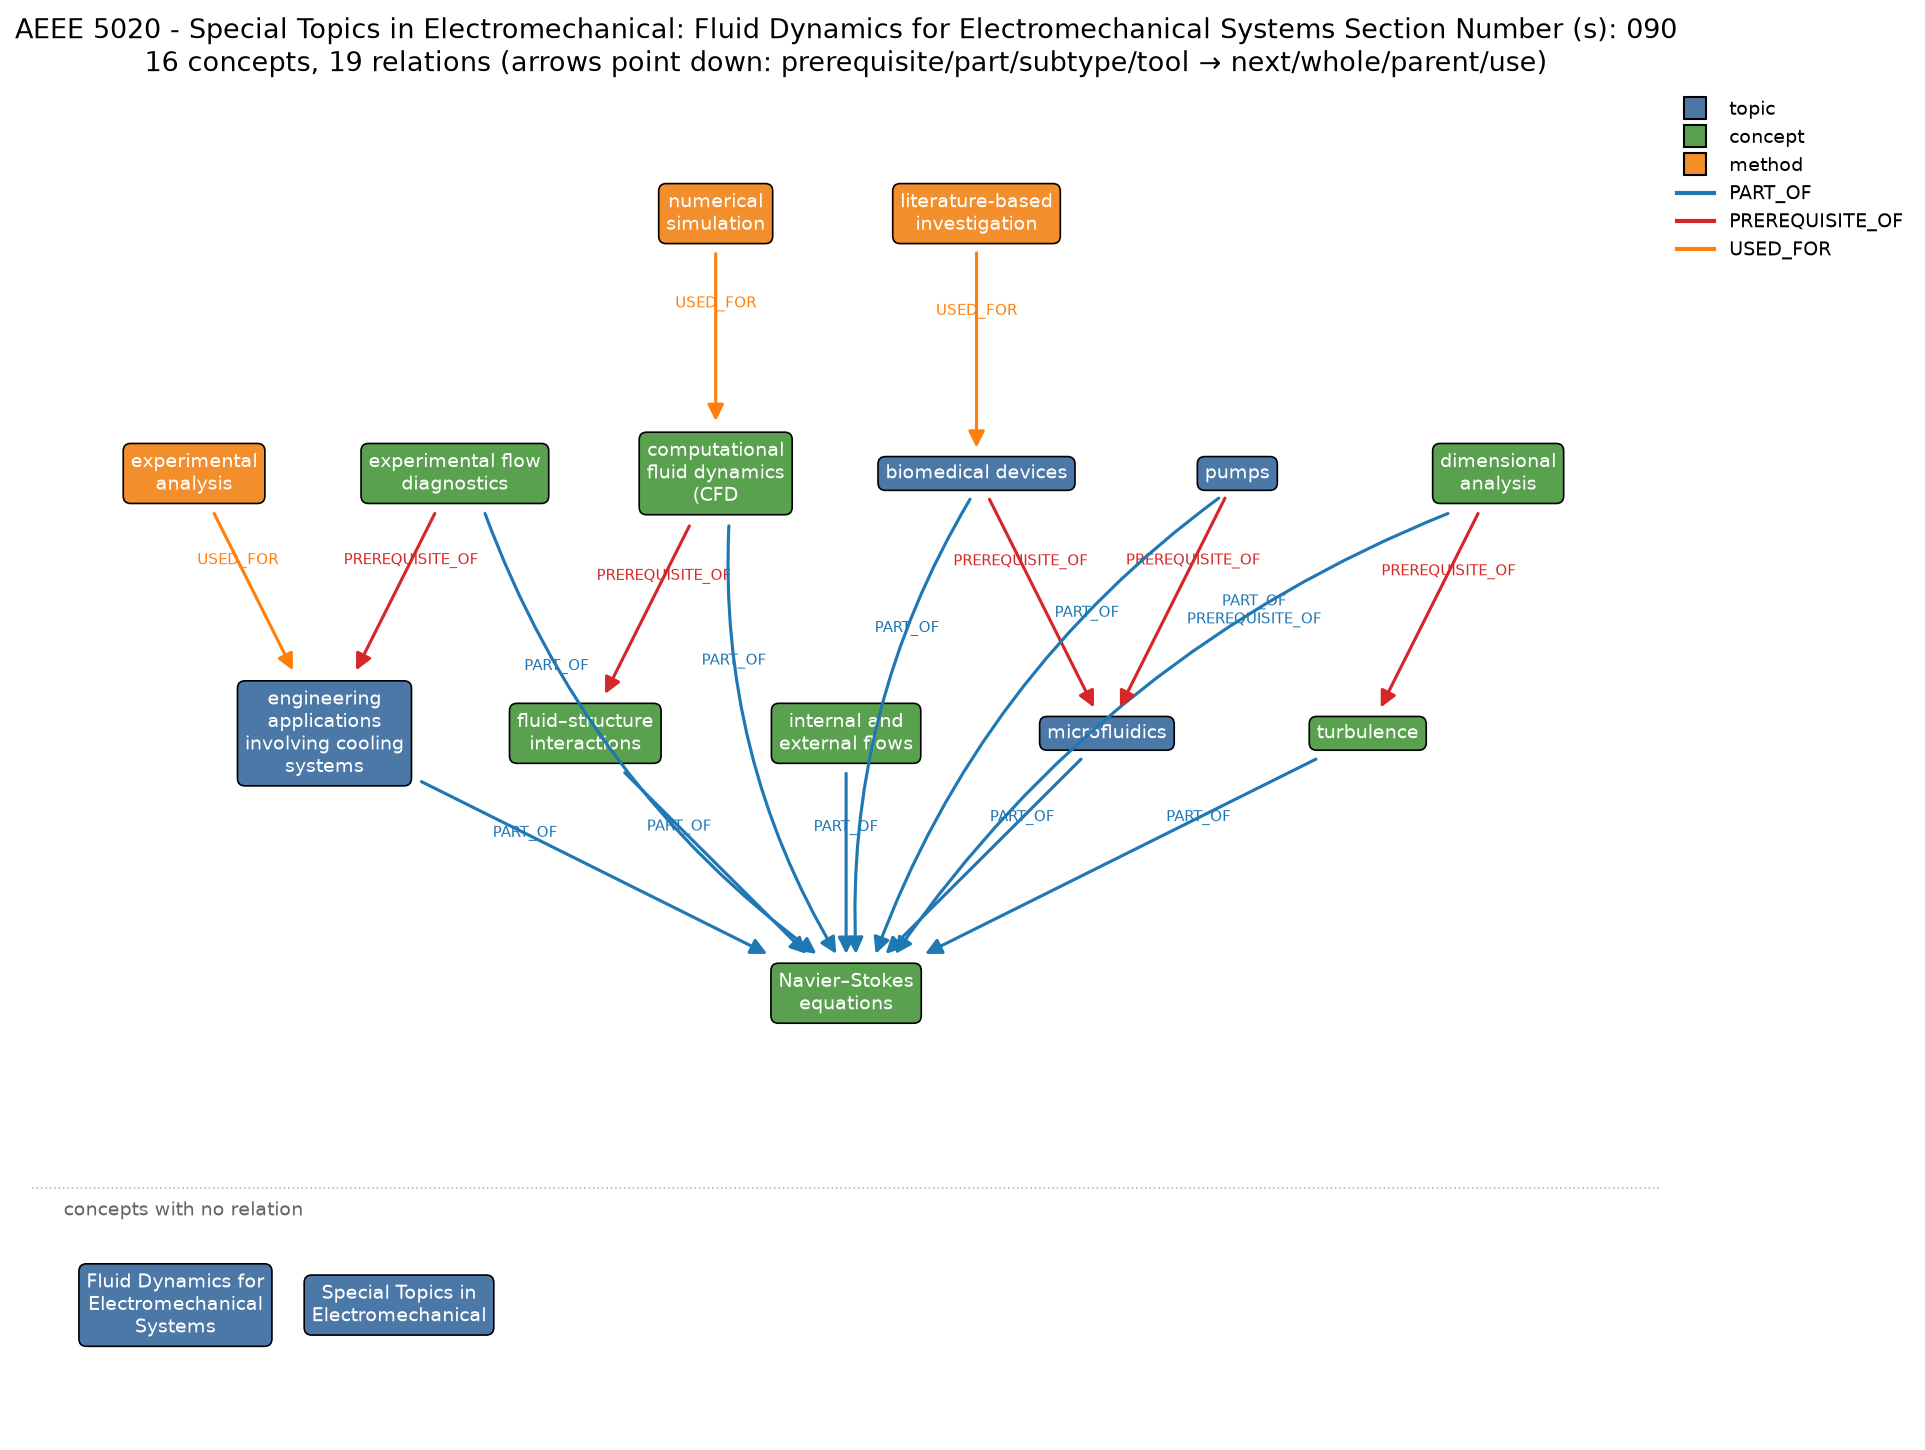 AEEE 5020 - Special Topics in Electromechanical: Fluid Dynamics for Electromechanical Systems Section Number (s): 090
16 concepts, 19 relations (arrows point down: prerequisite/part/subtype/tool → next/whole/parent/use)
topic
concept
method
PART_OF
PREREQUISITE_OF
USED_FOR
numerical
simulation
literature-based
investigation
USED_FOR
USED_FOR
experimental
analysis
experimental flow
diagnostics
computational
fluid dynamics
(CFD
biomedical devices
pumps
dimensional
analysis
USED_FOR
PREREQUISITE_OF
PREREQUISITE_OF
PREREQUISITE_OF
PREREQUISITE_OF
PREREQUISITE_OF
PART_OF
PREREQUISITE_OF
PART_OF
PART_OF
PART_OF
PART_OF
engineering
applications
involving cooling
systems
fluid–structure
interactions
internal and
external flows
microfluidics
turbulence
PART_OF
PART_OF
PART_OF
PART_OF
PART_OF
Navier–Stokes
equations
concepts with no relation
Fluid Dynamics for
Electromechanical
Systems
Special Topics in
Electromechanical